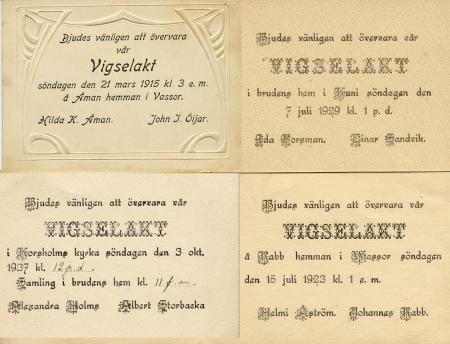 Bjudes vänligen att övervara
vår
Vigselakt
söndagen den 21 mars 1915 kl. 3 e. m.
å Åman hemman i Vassor.
Hilda K. Åman. John I. Öijar.
Bjudes vänligen att övervara vår
VIGSELAKT
i brudens hem i Kuni söndagen den
7 juli 1929 kl. 1 p. d.
Ida Forsman. Einar Sandvik.
Bjudes vänligen att övervara vår
VIGSELAKT
i Korsholms kyrka söndagen den 3 okt.
1937 kl. 12 p.d.
Samling i brudens hem kl. 11 f.m.
Alexandra Holms Albert Storbacka
Bjudes vänligen att övervara vår
VIGSELAKT
å Rabb hemman i Vassor söndagen
den 15 juli 1923 kl. 1 e. m.
Helmi Åström. Johannes Rabb.